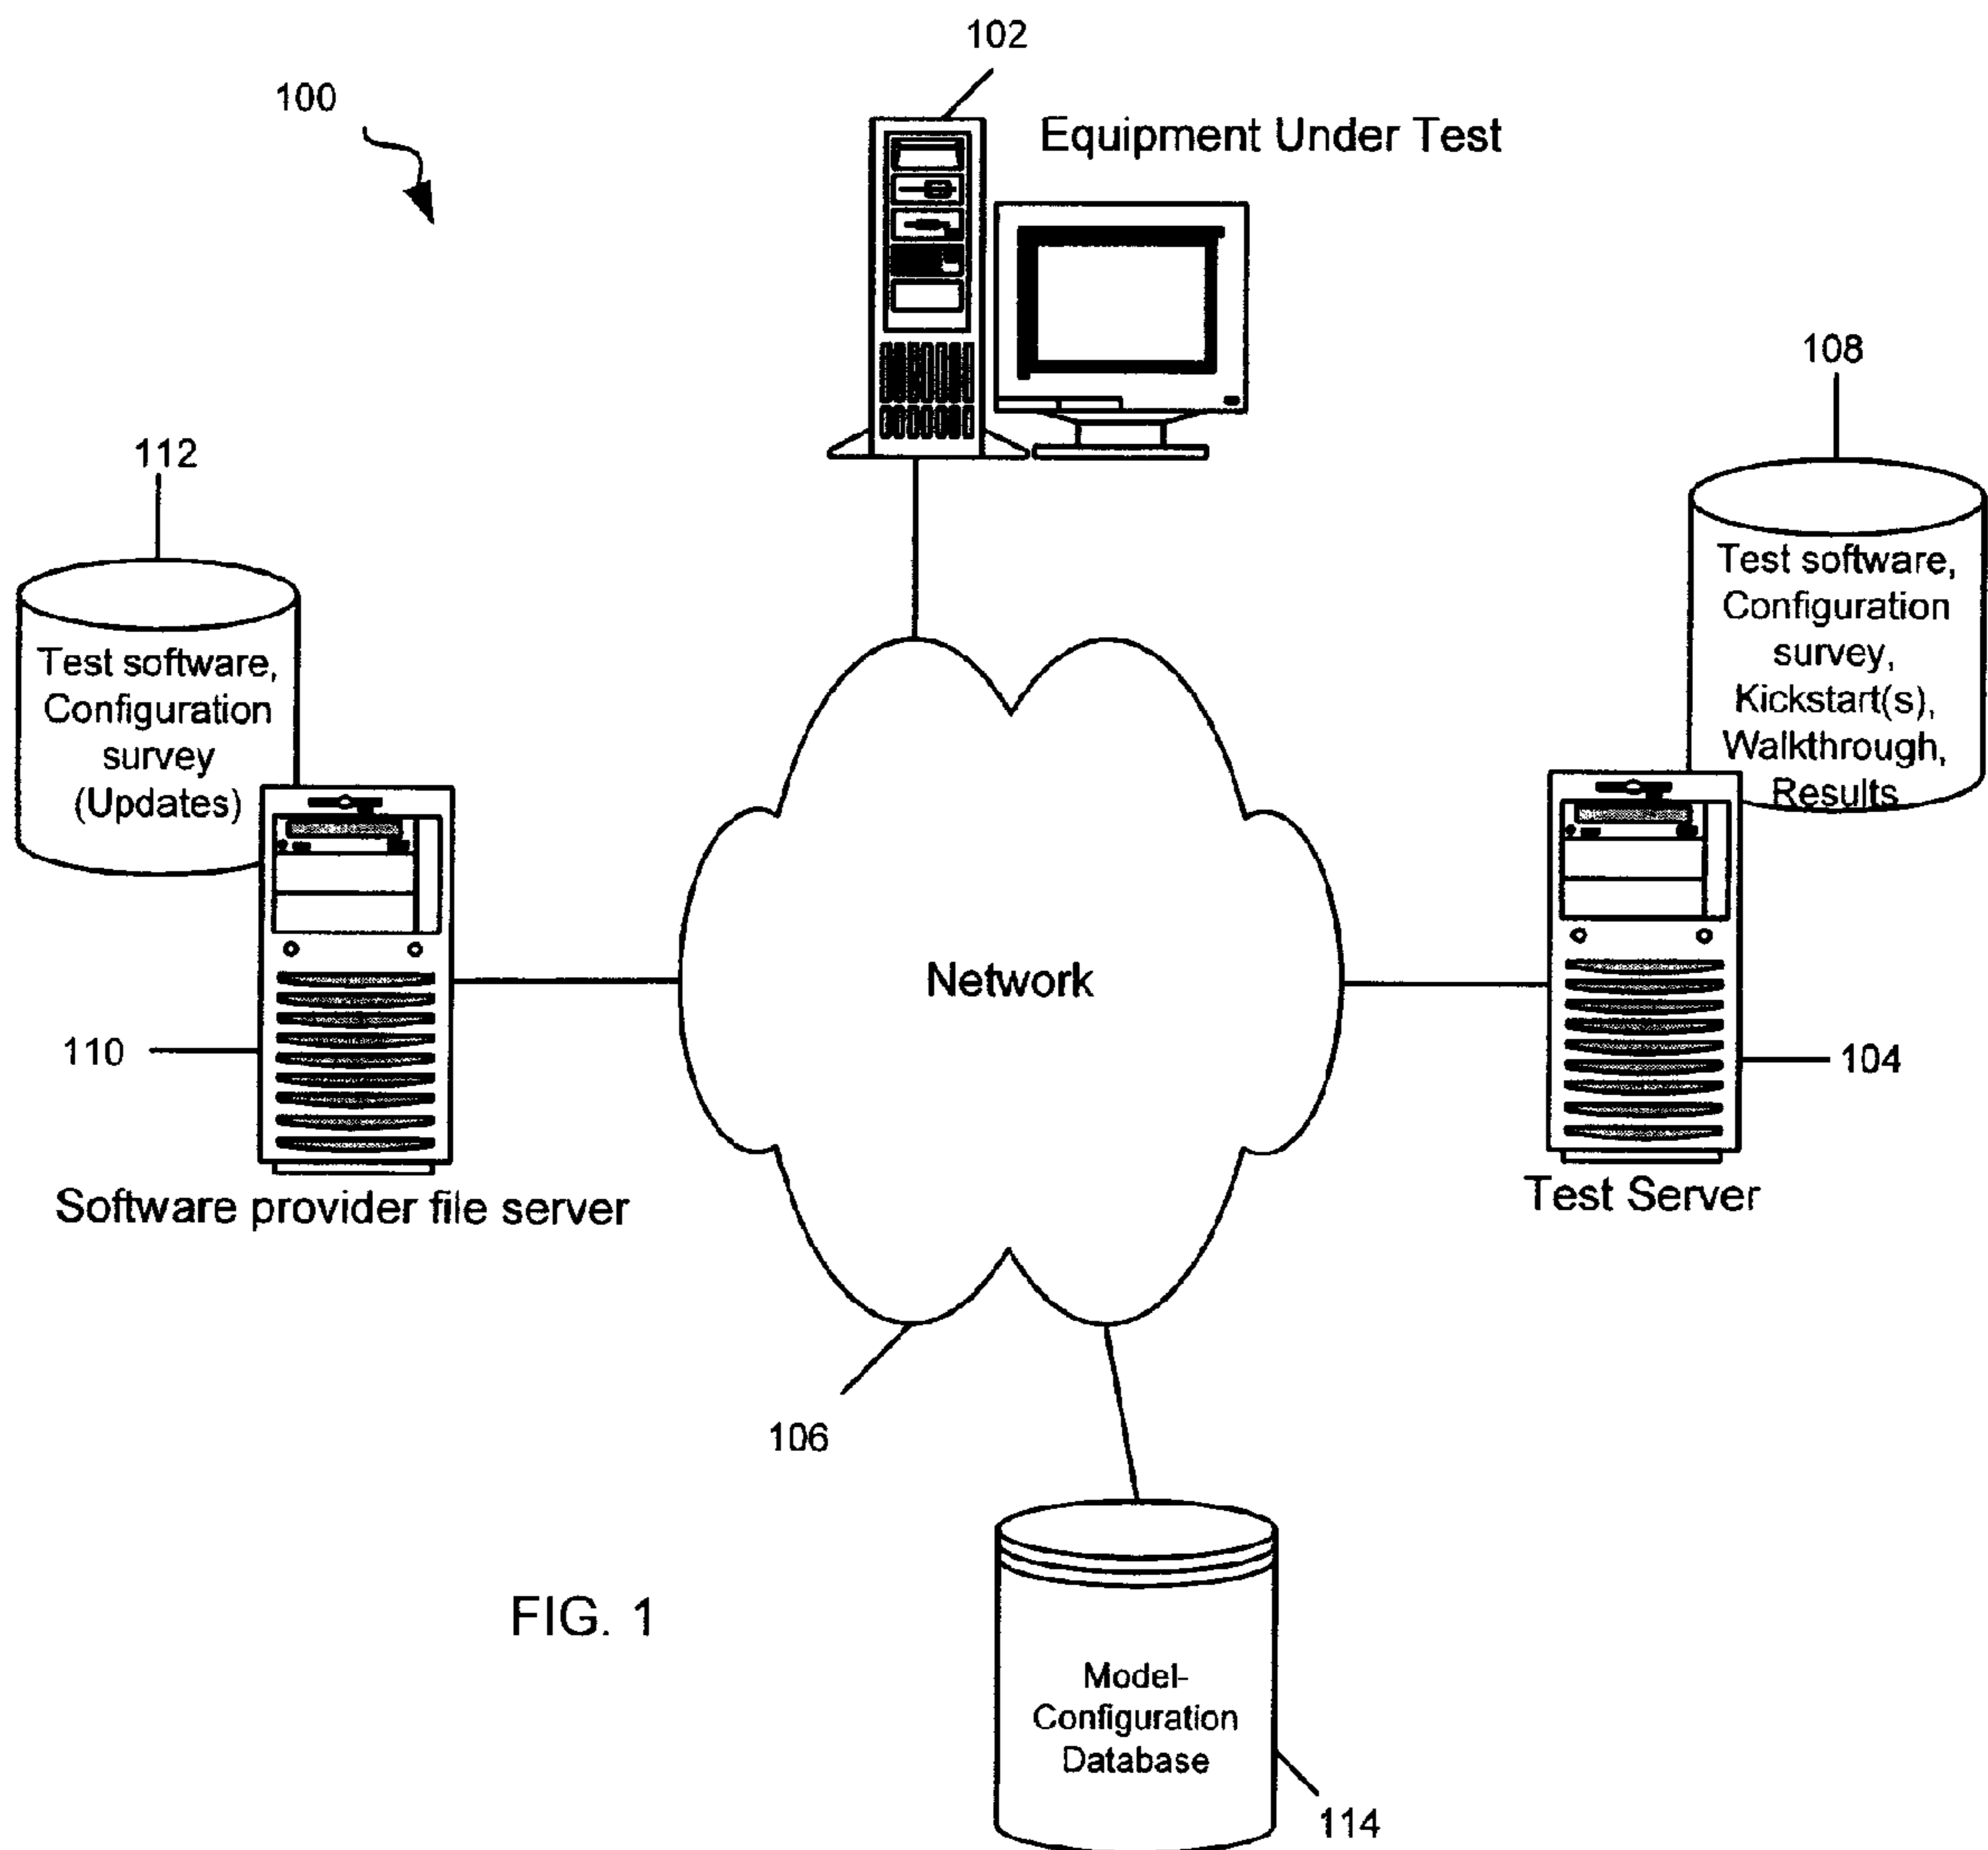 102
100
Equipment Under Test
108
112
Test software,
Configuration
survey,
Kickstart(s),
Walkthrough,
Results
Test software,
Configuration
survey
(Updates)
Network
110
104
Software provider file server
Test Server
106
FIG. 1
Model-
Configuration
Database
114